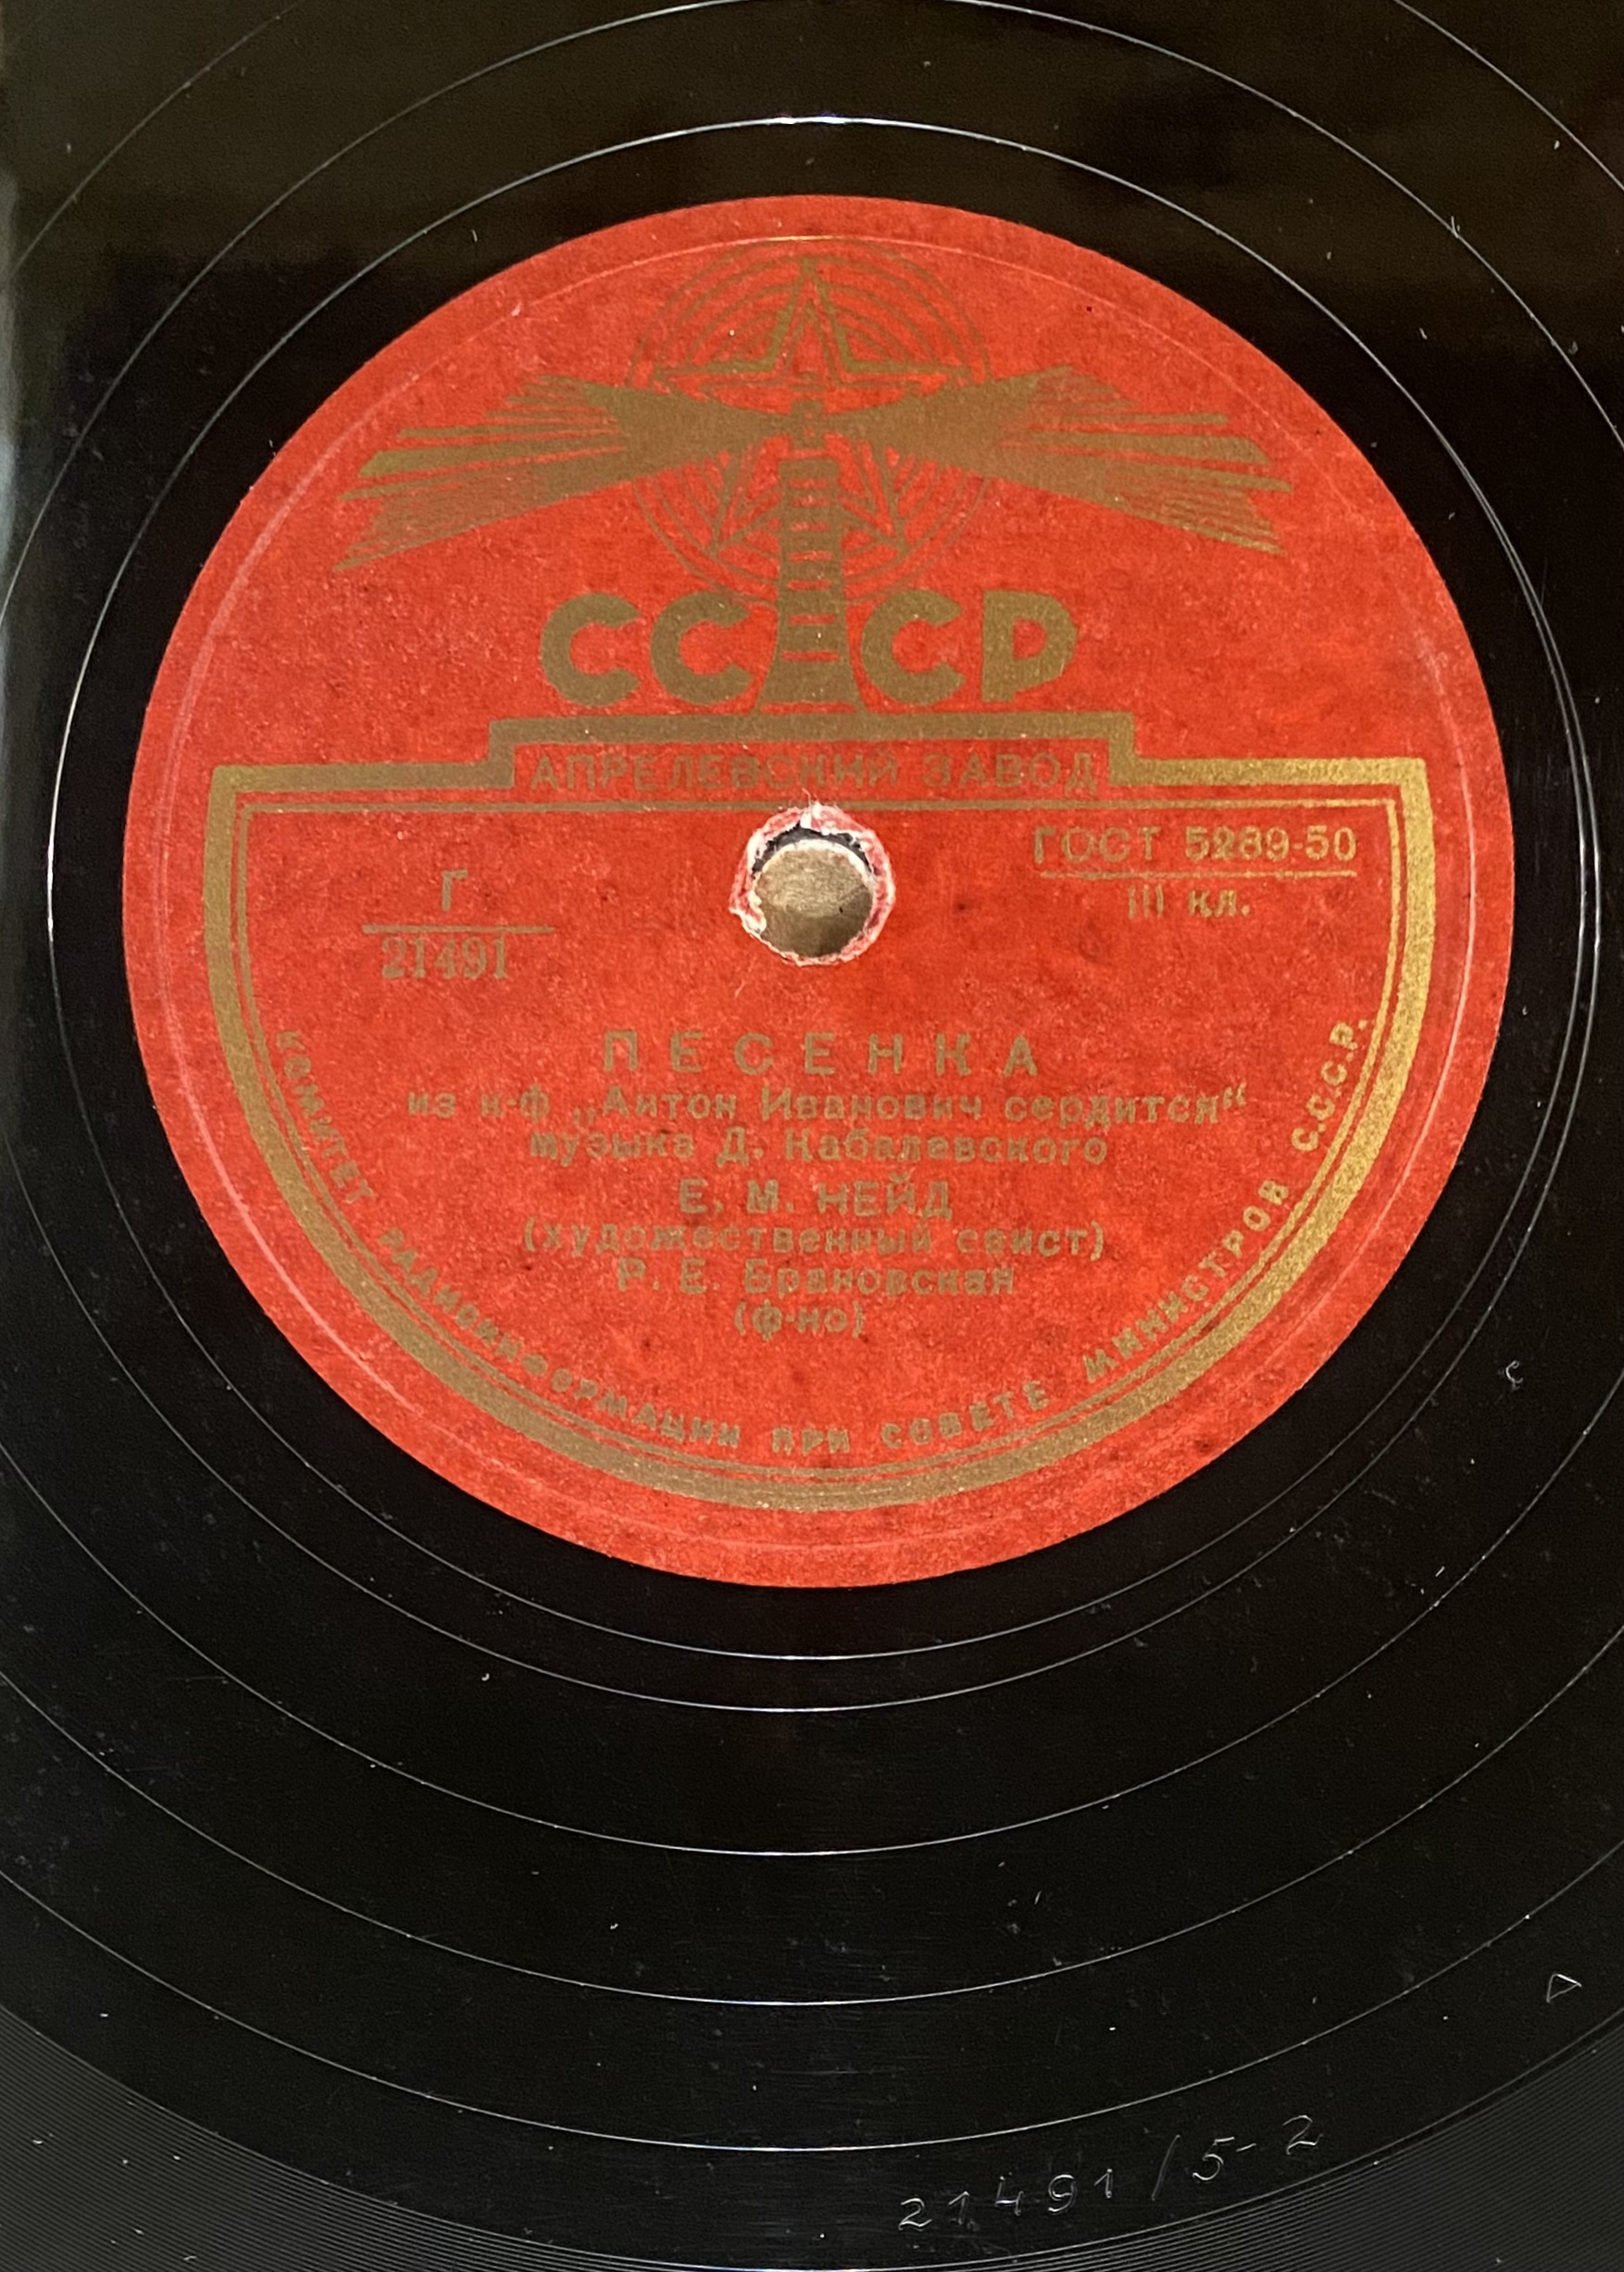 СССР
АПРЕЛЕВСКИЙ ЗАВОД
ГОСТ 5289-50
III кл.
Г
21491
ПЕСЕНКА
из к-ф „Антон Иванович сердится“
музыка Д. Кабалевского
Е. М. НЕЙД
(художественный свист)
Р. Е. Брановская
(ф-но)
КОМИТЕТ РАДИОИНФОРМАЦИИ ПРИ СОВЕТЕ МИНИСТРОВ С.С.С.Р.
21491/5-2